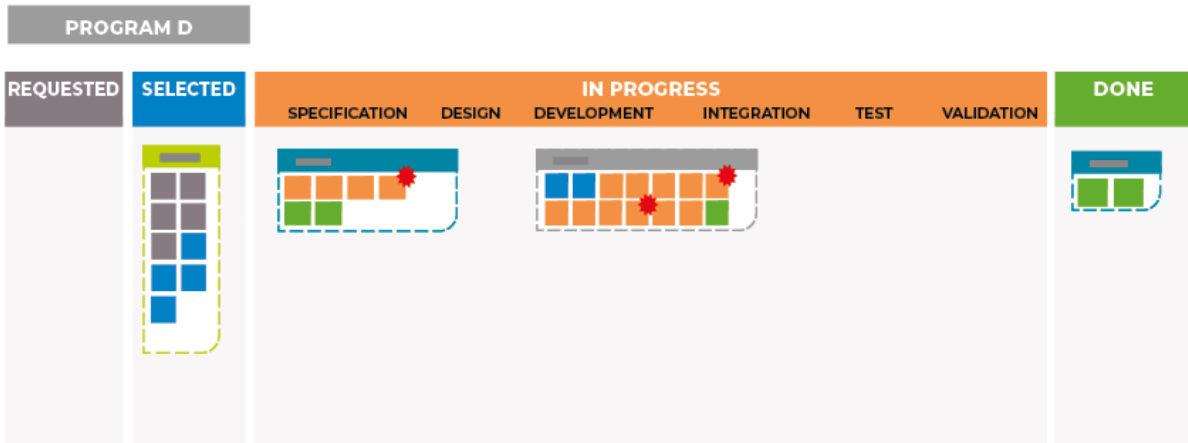 PROGRAM D
REQUESTED
SELECTED
IN PROGRESS
DONE
SPECIFICATION
DESIGN
DEVELOPMENT
INTEGRATION
TEST
VALIDATION